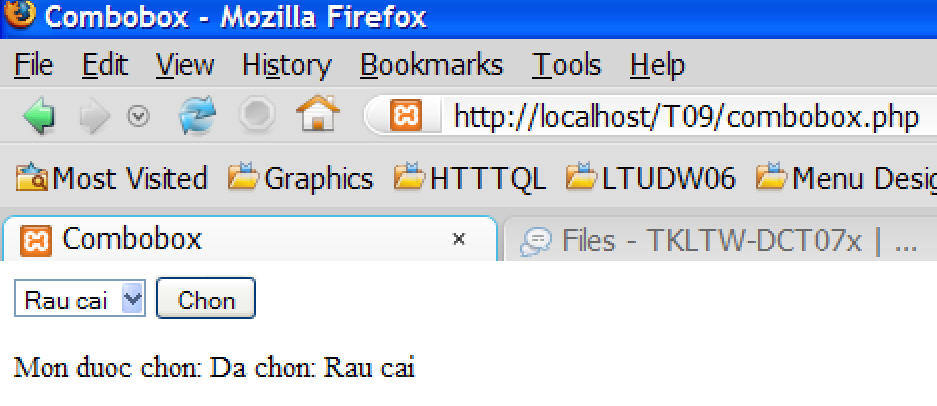 Combobox - Mozilla Firefox
File Edit View History Bookmarks Tools Help
http://localhost/T09/combobox.php
Most Visited Graphics HTTTQL LTUDW06 Menu Desig
Combobox × Files - TKLTW-DCT07x | ...
Rau cai Chon
Mon duoc chon: Da chon: Rau cai